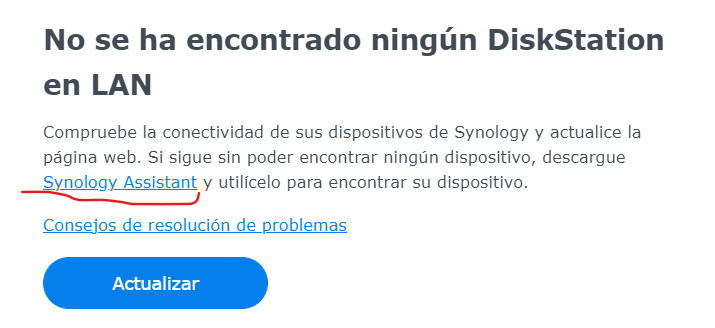 No se ha encontrado ningún DiskStation
en LAN
Compruebe la conectividad de sus dispositivos de Synology y actualice la
página web. Si sigue sin poder encontrar ningún dispositivo, descargue
Synology Assistant y utilícelo para encontrar su dispositivo.
Consejos de resolución de problemas
Actualizar